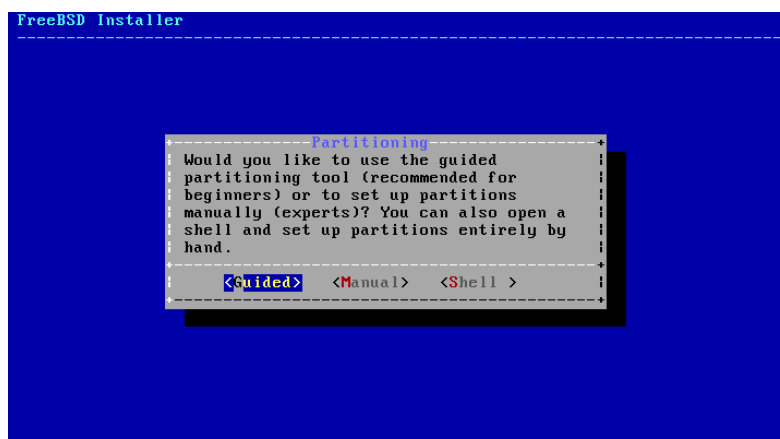 FreeBSD Installer
Partitioning
Would you like to use the guided
partitioning tool (recommended for
beginners) or to set up partitions
manually (experts)? You can also open a
shell and set up partitions entirely by
hand.
<Guided> <Manual> <Shell >